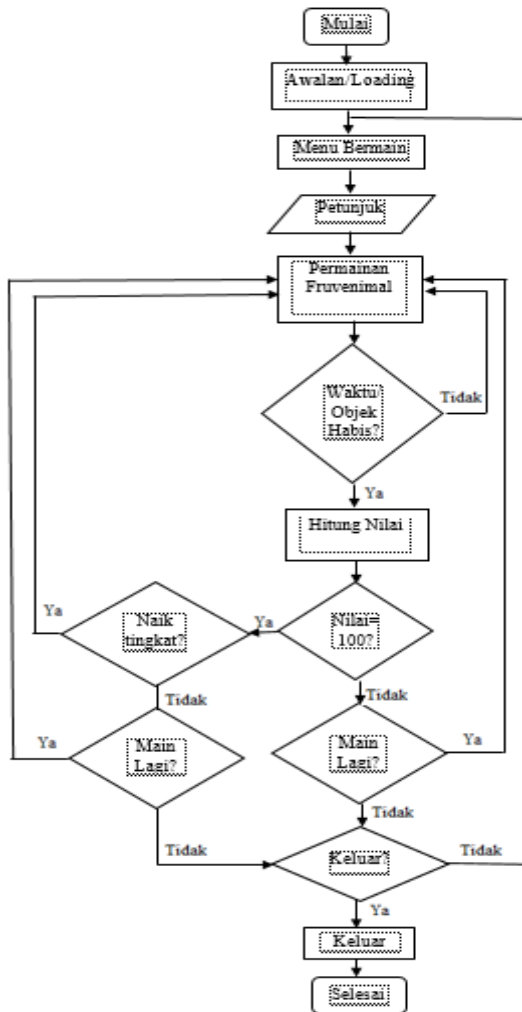 Mulai
Awalan/Loading
Menu Bermain
Petunjuk
Permainan
Fruvenimal
Waktu/
Objek
Habis?
Tidak
Ya
Hitung Nilai
Ya
Naik
tingkat?
Ya
Nilai=
100?
Tidak
Tidak
Ya
Main
Lagi?
Main
Lagi?
Ya
Tidak
Tidak
Keluar?
Tidak
Ya
Keluar
Selesai